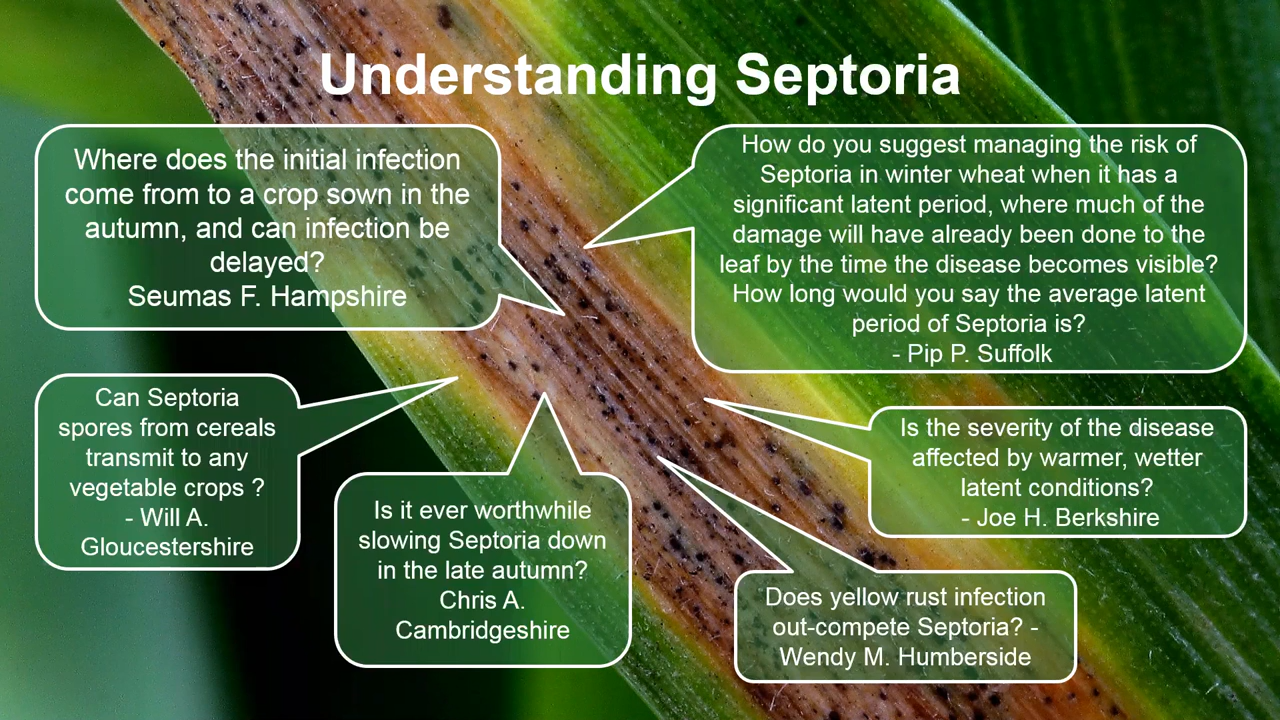 Understanding Septoria
Where does the initial infection
come from to a crop sown in the
autumn, and can infection be
delayed?
Seumas F. Hampshire
How do you suggest managing the risk of
Septoria in winter wheat when it has a
significant latent period, where much of the
damage will have already been done to the
leaf by the time the disease becomes visible?
How long would you say the average latent
period of Septoria is?
- Pip P. Suffolk
Can Septoria
spores from cereals
transmit to any
vegetable crops ?
- Will A.
Gloucestershire
Is it ever worthwhile
slowing Septoria down
in the late autumn?
Chris A.
Cambridgeshire
Is the severity of the disease
affected by warmer, wetter
latent conditions?
- Joe H. Berkshire
Does yellow rust infection
out-compete Septoria? -
Wendy M. Humberside